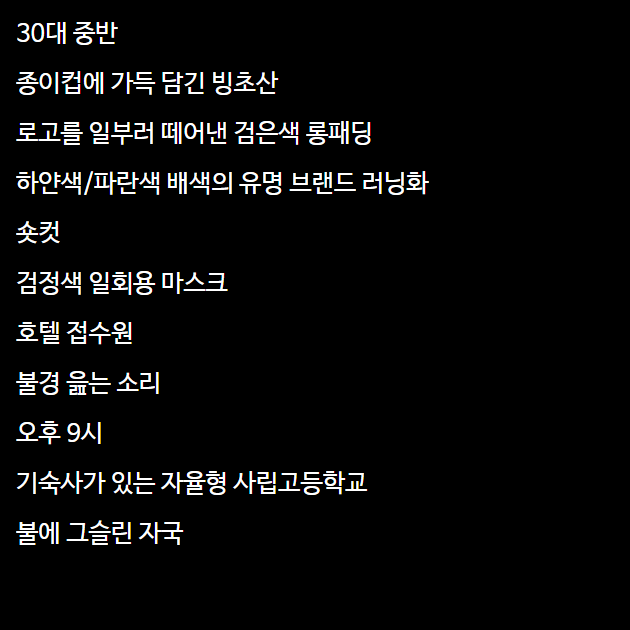 30대 중반
종이컵에 가득 담긴 빙초산
로고를 일부러 떼어낸 검은색 롱패딩
하얀색/파란색 배색의 유명 브랜드 러닝화
숏컷
검정색 일회용 마스크
호텔 접수원
불경 읊는 소리
오후 9시
기숙사가 있는 자율형 사립고등학교
불에 그슬린 자국